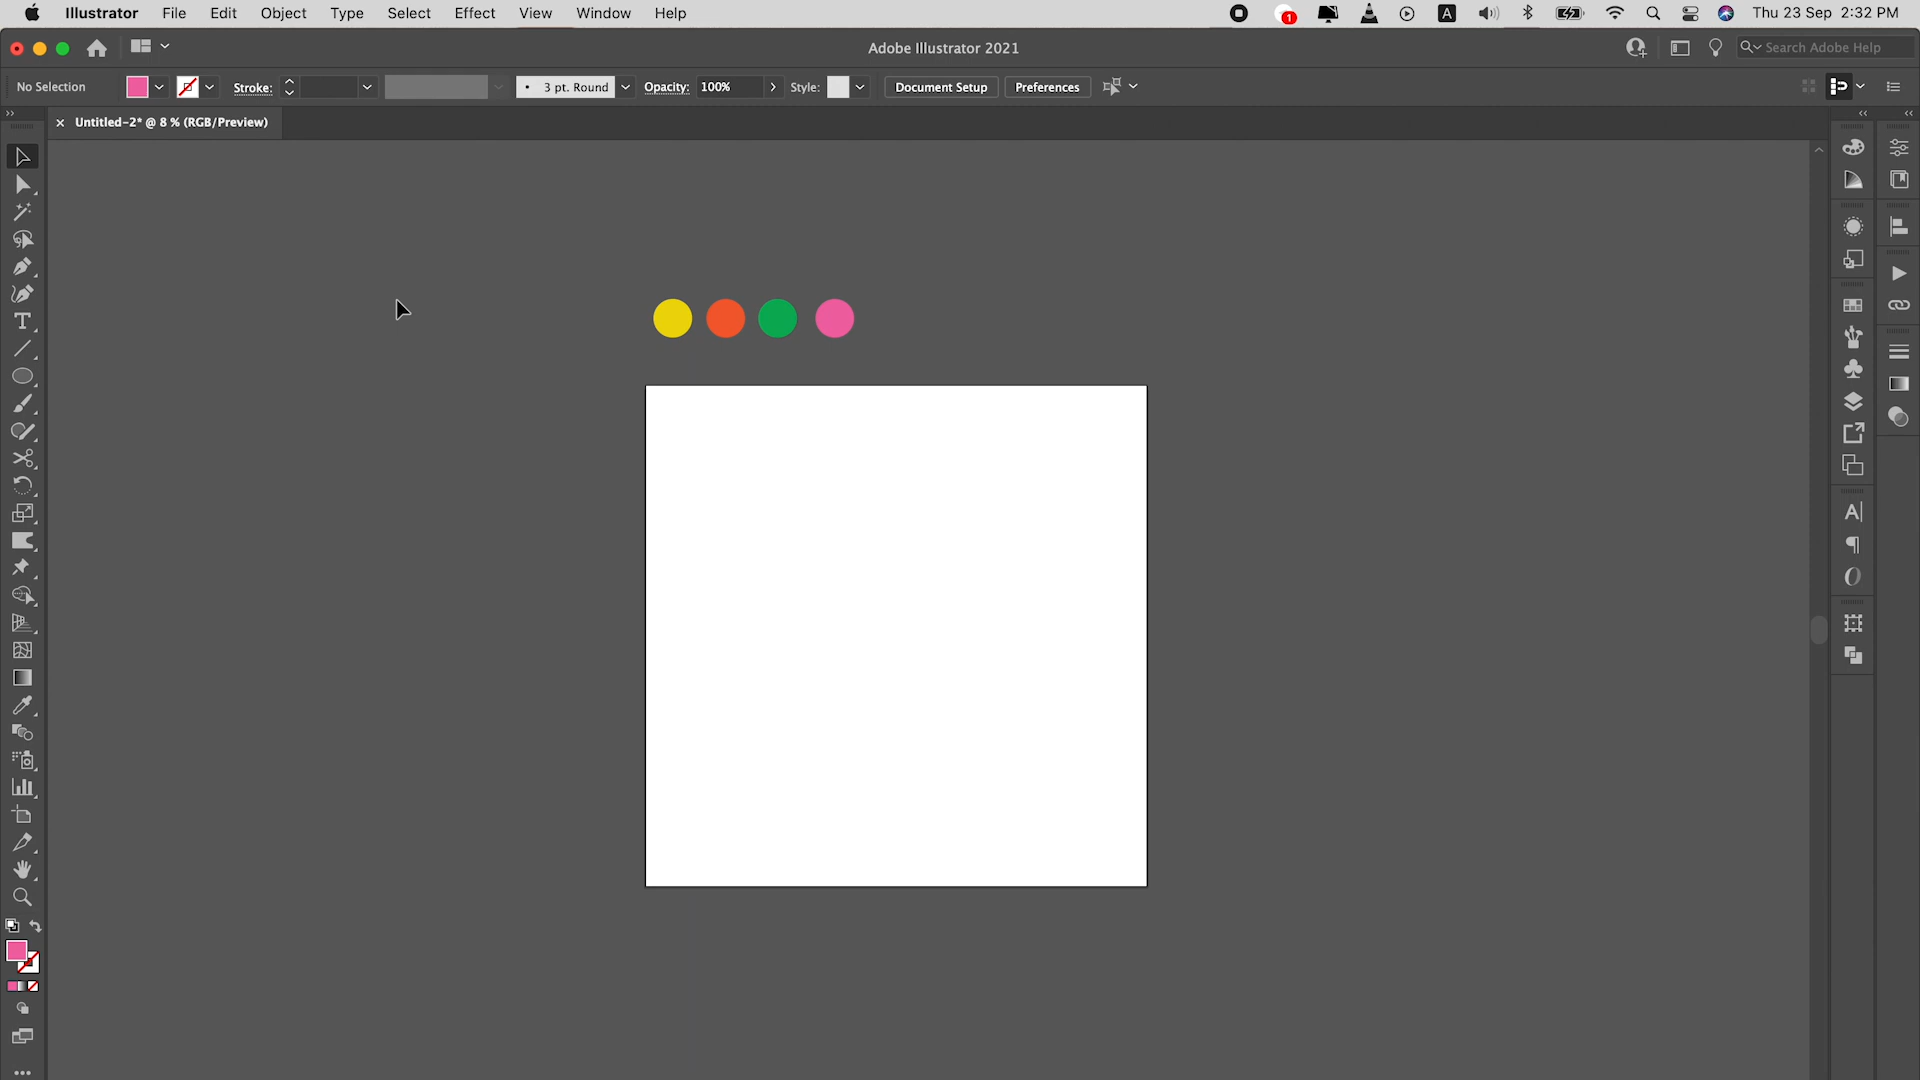 Illustrator File Edit Object Type Select Effect View Window Help 1 A Thu 23 Sep 2:32 PM
Adobe Illustrator 2021 Search Adobe Help
No Selection Stroke: 3 pt. Round Opacity: 100% Style: Document Setup Preferences
× Untitled-2* @ 8 % (RGB/Preview)